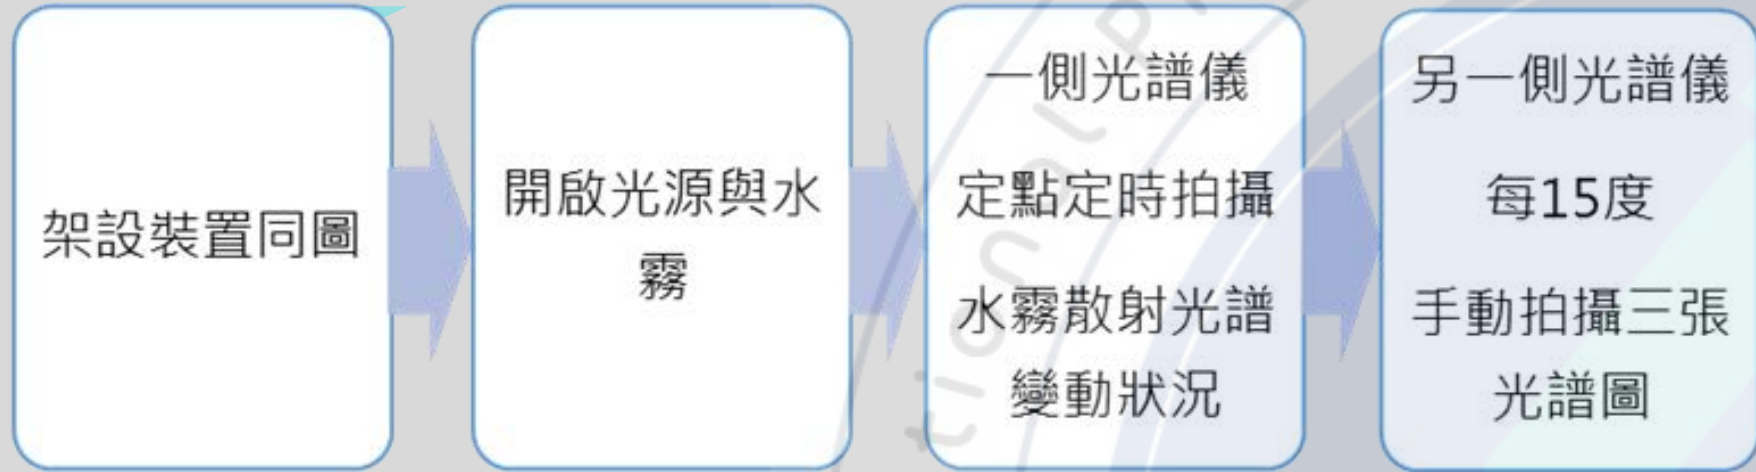 架設裝置同圖
開啟光源與水
霧
一側光譜儀
定點定時拍攝
水霧散射光譜
變動狀況
另一側光譜儀
每15度
手動拍攝三張
光譜圖